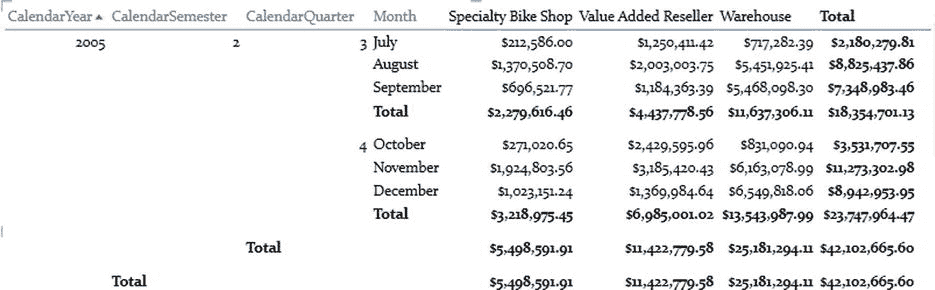 CalendarYear CalendarSemester CalendarQuarter Month Specialty Bike Shop Value Added Reseller Warehouse Total
2005 2 3 July $212,586.00 $1,250,411.42 $717,282.39 $2,180,279.81
August $1,370,508.70 $2,003,003.75 $5,451,925.41 $8,825,437.86
September $696,521.77 $1,184,363.39 $5,468,098.30 $7,348,983.46
Total $2,279,616.46 $4,437,778.56 $11,637,306.11 $18,354,701.13
4 October $271,020.65 $2,429,595.96 $831,090.94 $3,531,707.55
November $1,924,803.56 $3,185,420.43 $6,163,078.99 $11,273,302.98
December $1,023,151.24 $1,369,984.64 $6,549,818.06 $8,942,953.95
Total $3,218,975.45 $6,985,001.02 $13,543,987.99 $23,747,964.47
Total $5,498,591.91 $11,422,779.58 $25,181,294.11 $42,102,665.60
Total $5,498,591.91 $11,422,779.58 $25,181,294.11 $42,102,665.60